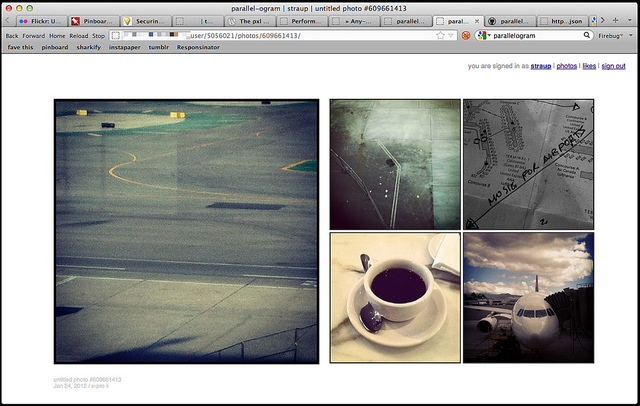 parallel-ogram | straup | untitled photo #609661413
Flickr: U... Pinboar... Securin... [t... The pxl ... Perform... ~ Any-... parallel... paral... parallel... http...json
Back Forward Home Reload Stop user/5056021/photos/609661413/ parallelogram Firebug
fave this pinboard sharkify instapaper tumblr Responsinator
you are signed in as straup | photos | likes | sign out
MUSIC FOR AIRPORTS
untitled photo #609661413
Jan 24, 2012 / x-pro ii